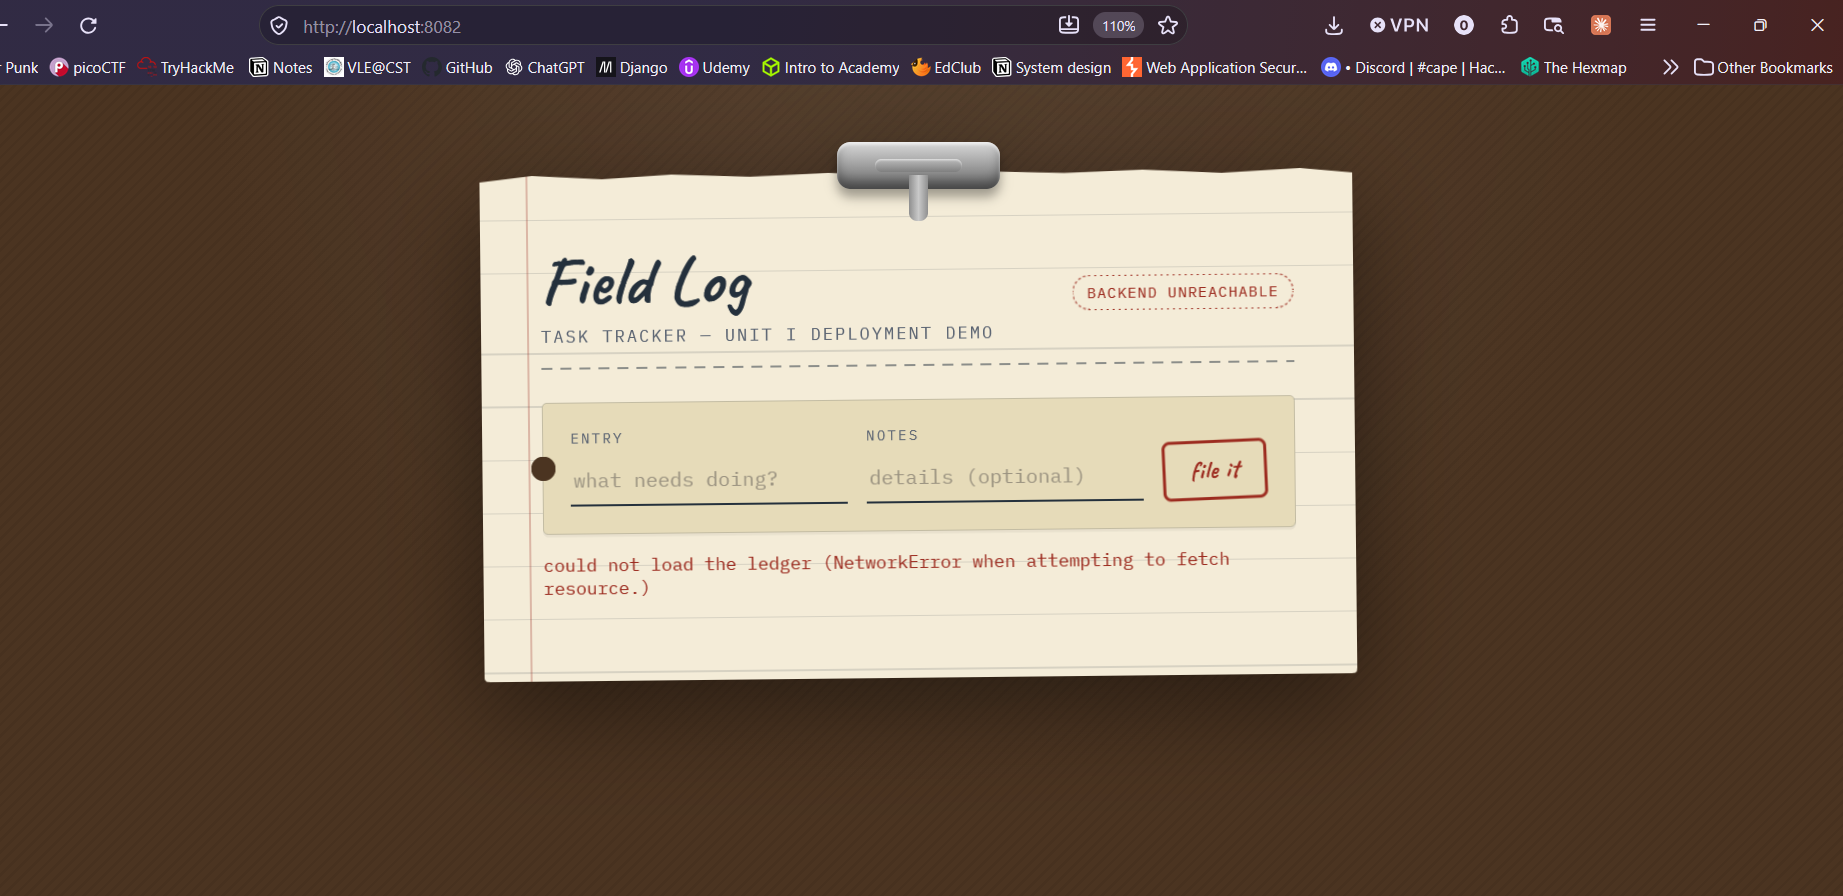 http://localhost:8082
110%
VPN
Punk
picoCTF
TryHackMe
Notes
VLE@CST
GitHub
ChatGPT
Django
Udemy
Intro to Academy
EdClub
System design
Web Application Secur...
• Discord | #cape | Hac...
The Hexmap
Other Bookmarks
Field Log
BACKEND UNREACHABLE
TASK TRACKER — UNIT I DEPLOYMENT DEMO
ENTRY
NOTES
what needs doing?
details (optional)
file it
could not load the ledger (NetworkError when attempting to fetch
resource.)